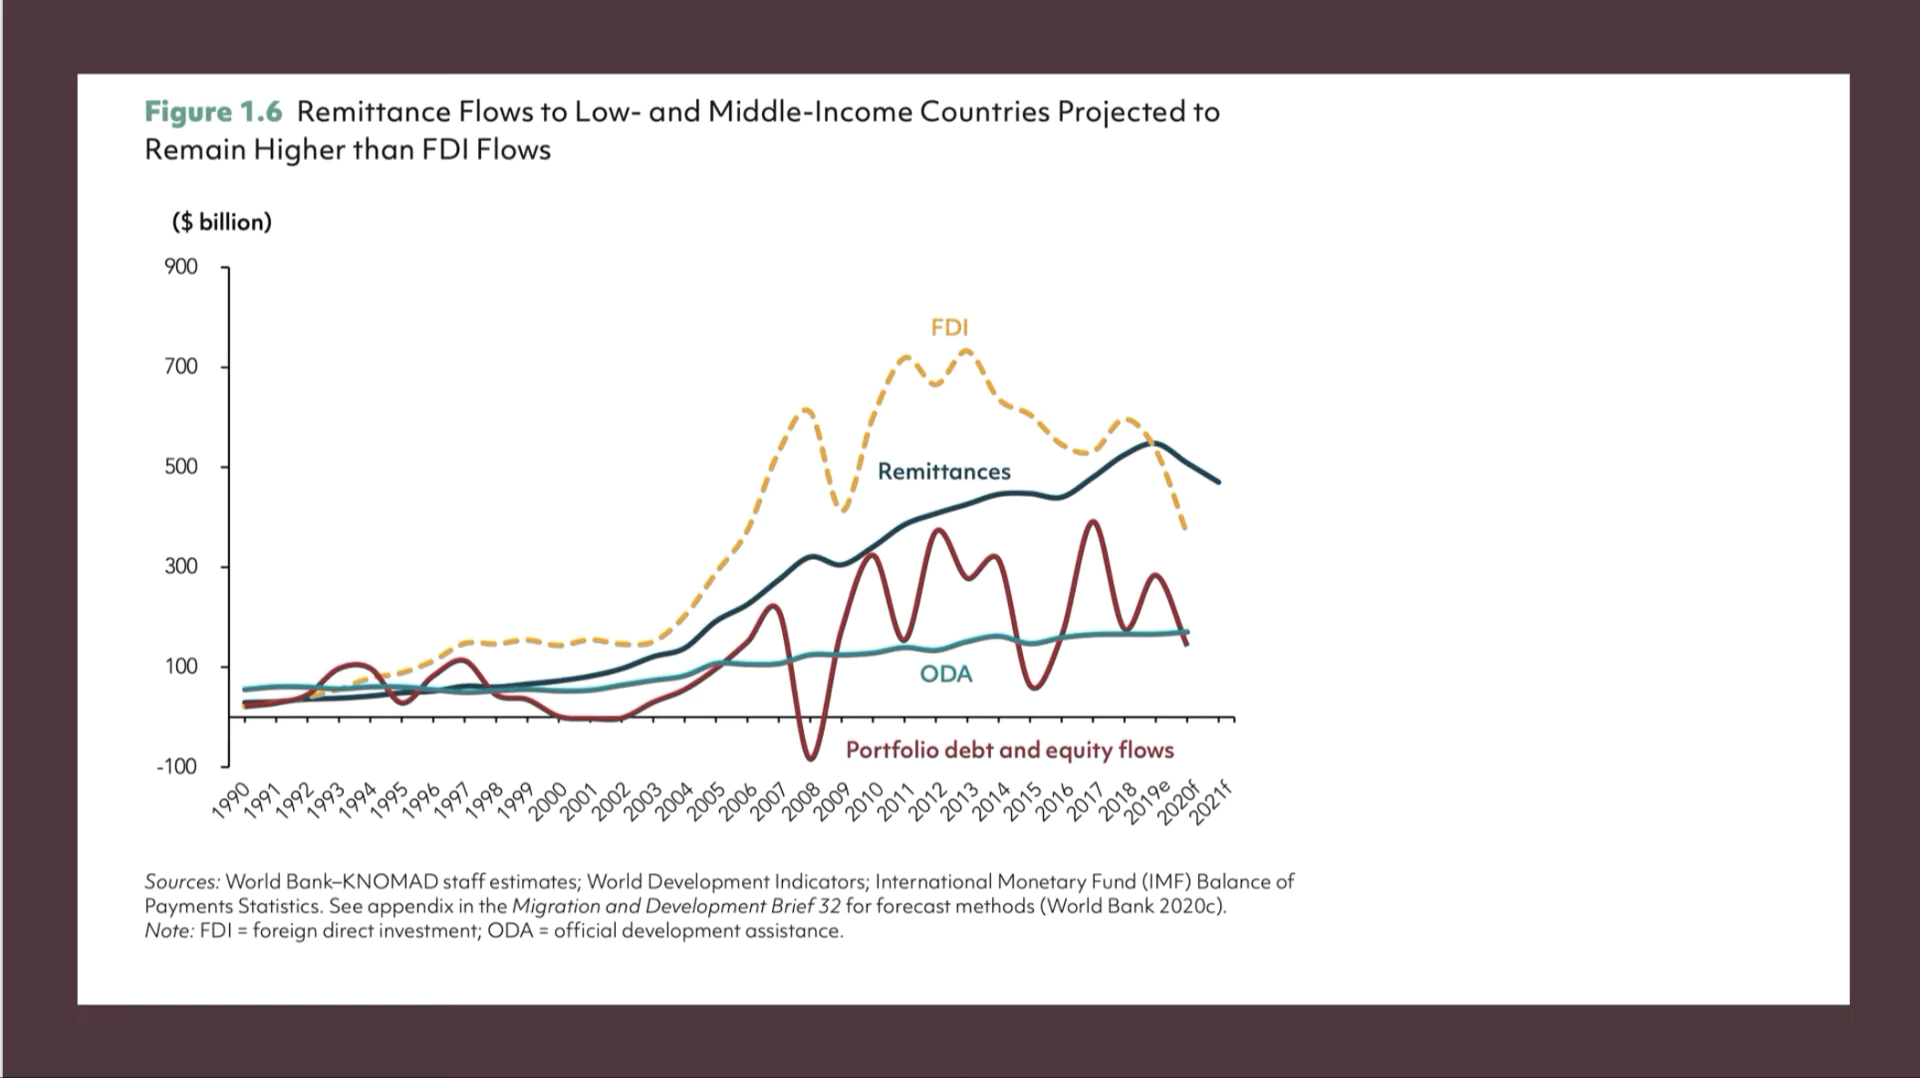 Figure 1.6 Remittance Flows to Low- and Middle-Income Countries Projected to
Remain Higher than FDI Flows
($ billion)
900
700
500
300
100
-100
FDI
Remittances
ODA
Portfolio debt and equity flows
1990
1991
1992
1993
1994
1995
1996
1997
1998
1999
2000
2001
2002
2003
2004
2005
2006
2007
2008
2009
2010
2011
2012
2013
2014
2015
2016
2017
2018
2019e
2020f
2021f
Sources: World Bank–KNOMAD staff estimates; World Development Indicators; International Monetary Fund (IMF) Balance of
Payments Statistics. See appendix in the Migration and Development Brief 32 for forecast methods (World Bank 2020c).
Note: FDI = foreign direct investment; ODA = official development assistance.